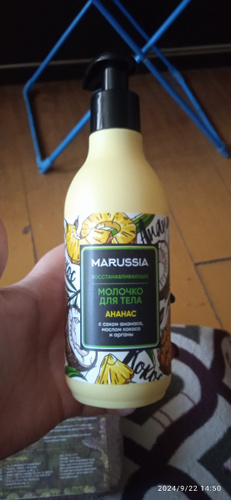 MARUSSIA
ВОССТАНАВЛИВАЮЩЕЕ
МОЛОЧКО
ДЛЯ ТЕЛА
АНАНАС
с соком ананаса,
маслом кокоса
и арганы
2024/9/22 14:50